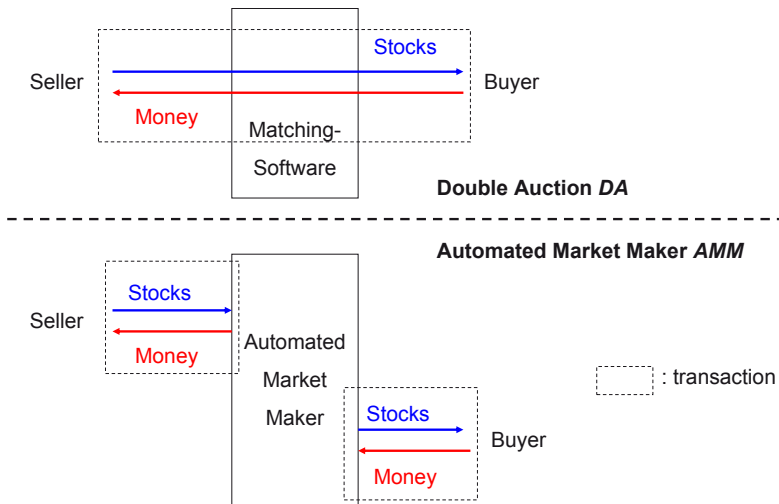 Stocks
Seller
Buyer
Money
Matching-
Software
Double Auction DA
Automated Market Maker AMM
Stocks
Seller
Money
Automated
Market
Maker
: transaction
Stocks
Buyer
Money